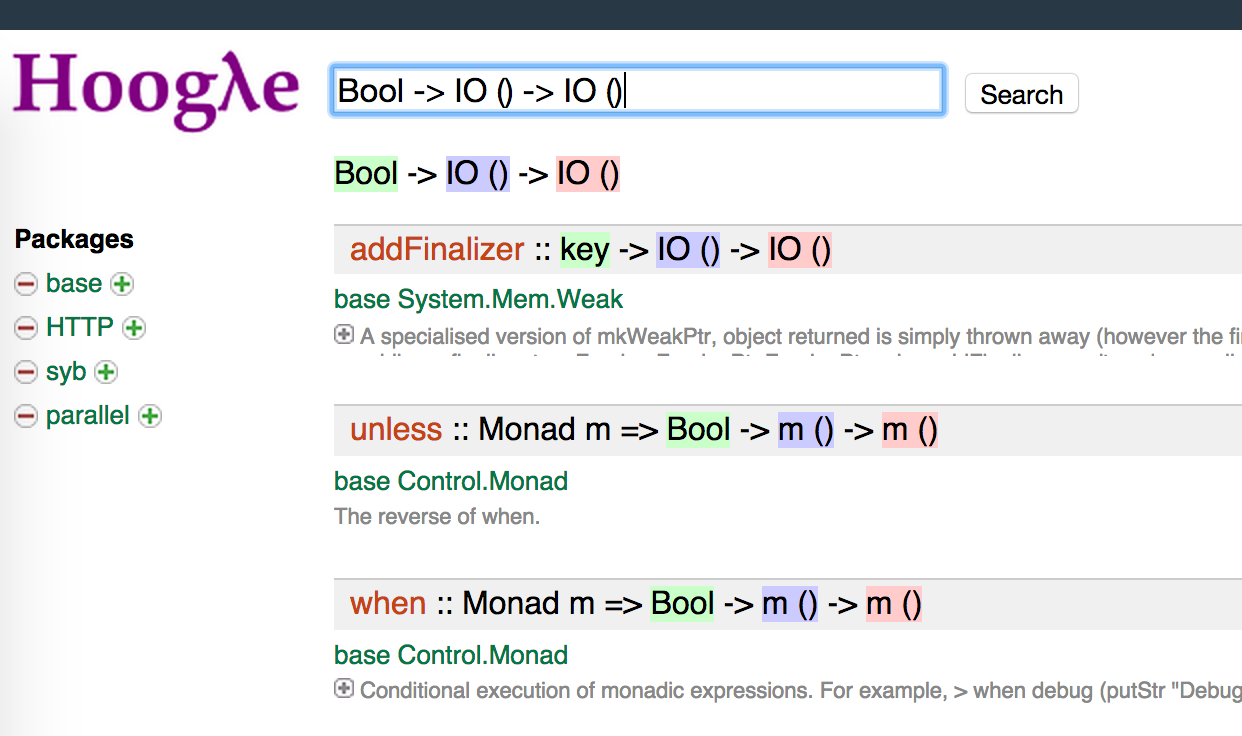 Hoogλe
Bool -> IO () -> IO ()
Search
Bool -> IO () -> IO ()
Packages
base
HTTP
syb
parallel
addFinalizer :: key -> IO () -> IO ()
base System.Mem.Weak
A specialised version of mkWeakPtr, object returned is simply thrown away (however the fi
unless :: Monad m => Bool -> m () -> m ()
base Control.Monad
The reverse of when.
when :: Monad m => Bool -> m () -> m ()
base Control.Monad
Conditional execution of monadic expressions. For example, > when debug (putStr "Debug